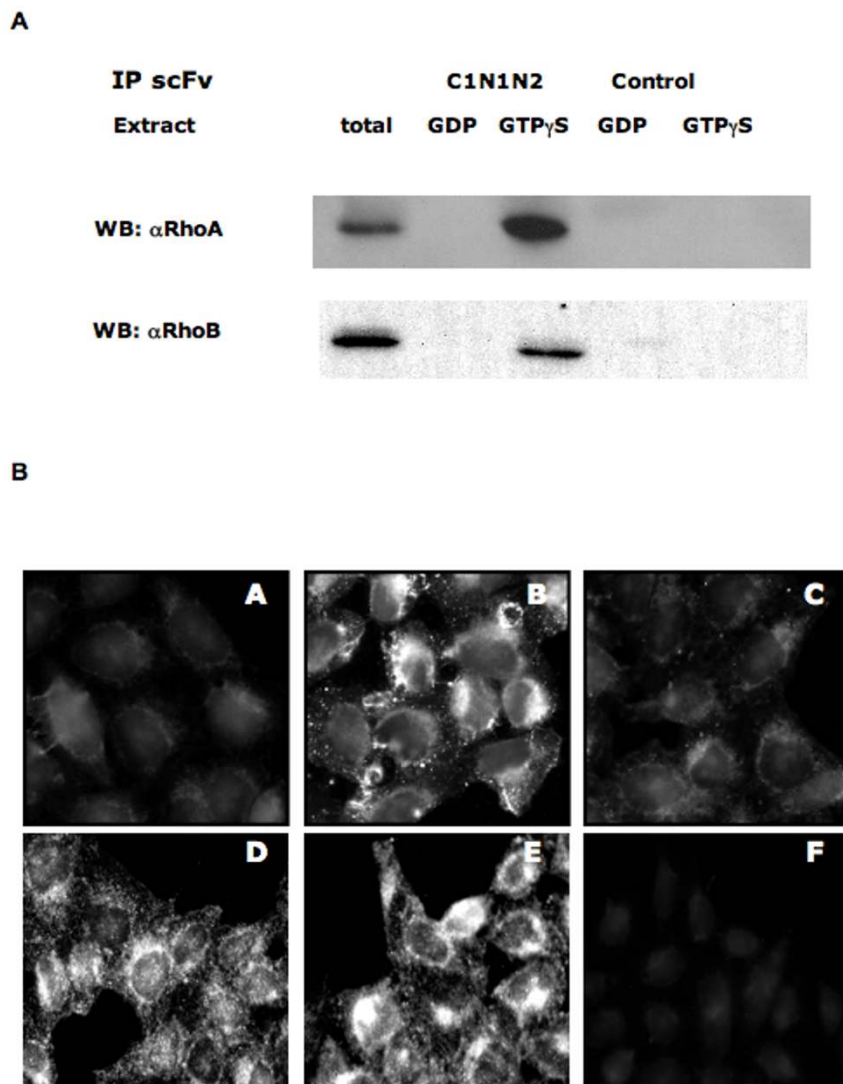 A
IP scFv C1N1N2 Control
Extract total GDP GTPγS GDP GTPγS
WB: αRhoA
WB: αRhoB
B
A B C
D E F